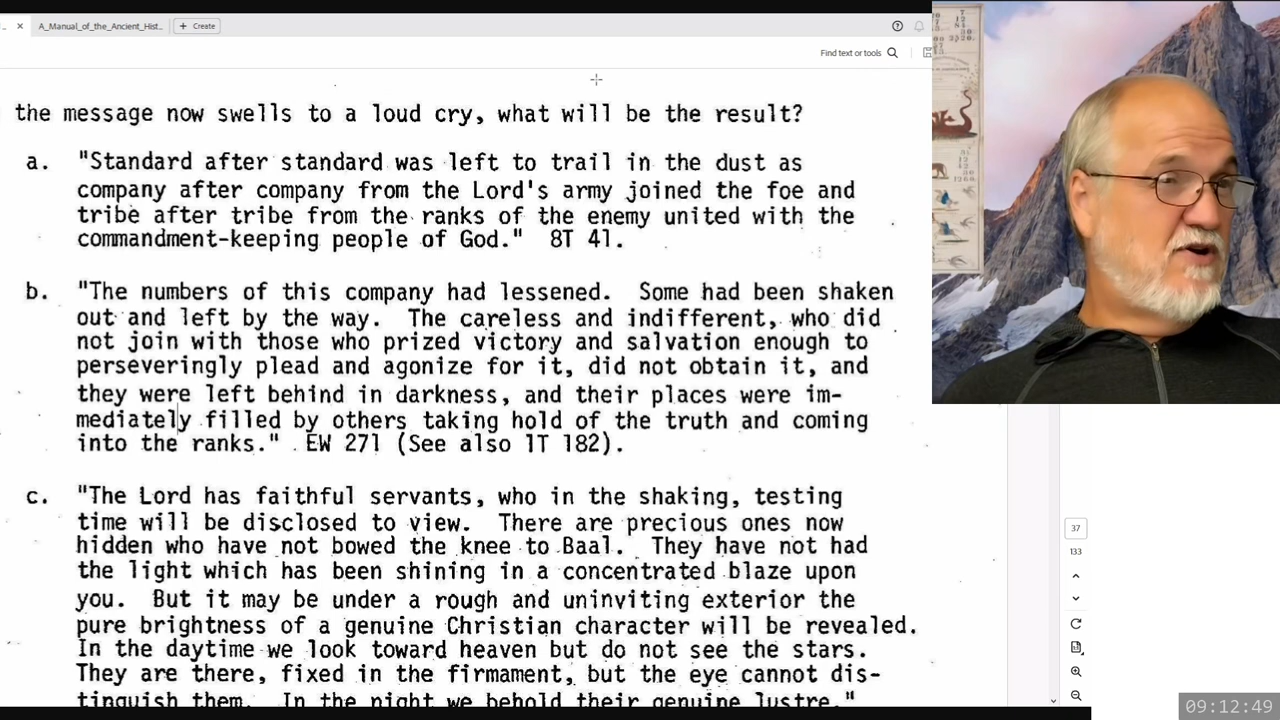 A_Manual_of_the_Ancient_Hist...
+ Create
Find text or tools
the message now swells to a loud cry, what will be the result?
a. "Standard after standard was left to trail in the dust as
company after company from the Lord's army joined the foe and
tribe after tribe from the ranks of the enemy united with the
commandment-keeping people of God." 8T 41.
b. "The numbers of this company had lessened. Some had been shaken
out and left by the way. The careless and indifferent, who did
not join with those who prized victory and salvation enough to
perseveringly plead and agonize for it, did not obtain it, and
they were left behind in darkness, and their places were im-
mediately filled by others taking hold of the truth and coming
into the ranks." EW 271 (See also 1T 182).
c. "The Lord has faithful servants, who in the shaking, testing
time will be disclosed to view. There are precious ones now
hidden who have not bowed the knee to Baal. They have not had
the light which has been shining in a concentrated blaze upon
you. But it may be under a rough and uninviting exterior the
pure brightness of a genuine Christian character will be revealed.
In the daytime we look toward heaven but do not see the stars.
They are there, fixed in the firmament, but the eye cannot dis-
tinguish them. In the night we behold their genuine lustre."
37
133
09:12:49